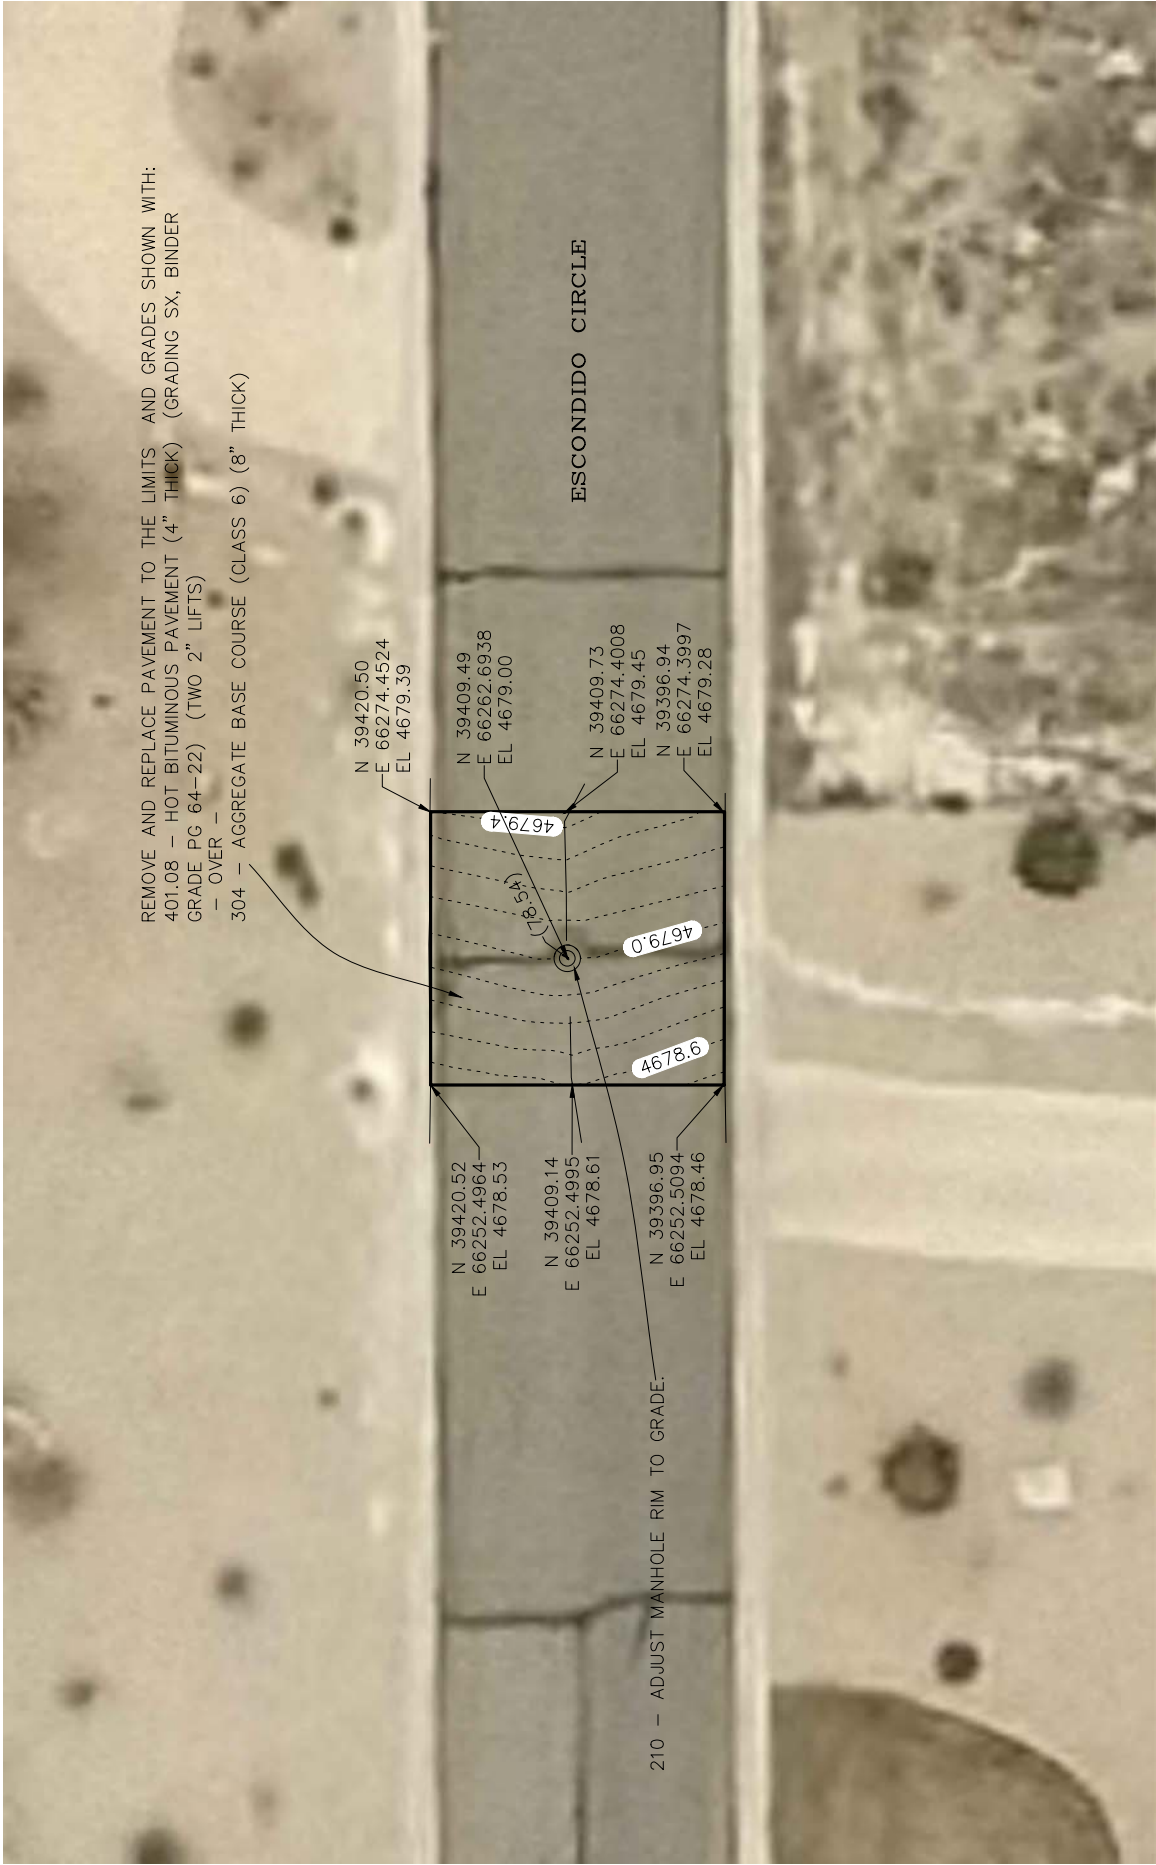 REMOVE AND REPLACE PAVEMENT TO THE LIMITS AND GRADES SHOWN WITH:
401.08 – HOT BITUMINOUS PAVEMENT (4" THICK) (GRADING SX, BINDER
GRADE PG 64–22) (TWO 2" LIFTS)
– OVER –
304 – AGGREGATE BASE COURSE (CLASS 6) (8" THICK)
N 39420.50
E 66274.4524
EL 4679.39
N 39409.49
E 66262.6938
EL 4679.00
N 39409.73
E 66274.4008
EL 4679.45
N 39396.94
E 66274.3997
EL 4679.28
ESCONDIDO CIRCLE
4679.4
(78.54)
4679.0
4678.6
N 39420.52
E 66252.4964
EL 4678.53
N 39409.14
E 66252.4995
EL 4678.61
N 39396.95
E 66252.5094
EL 4678.46
210 – ADJUST MANHOLE RIM TO GRADE.